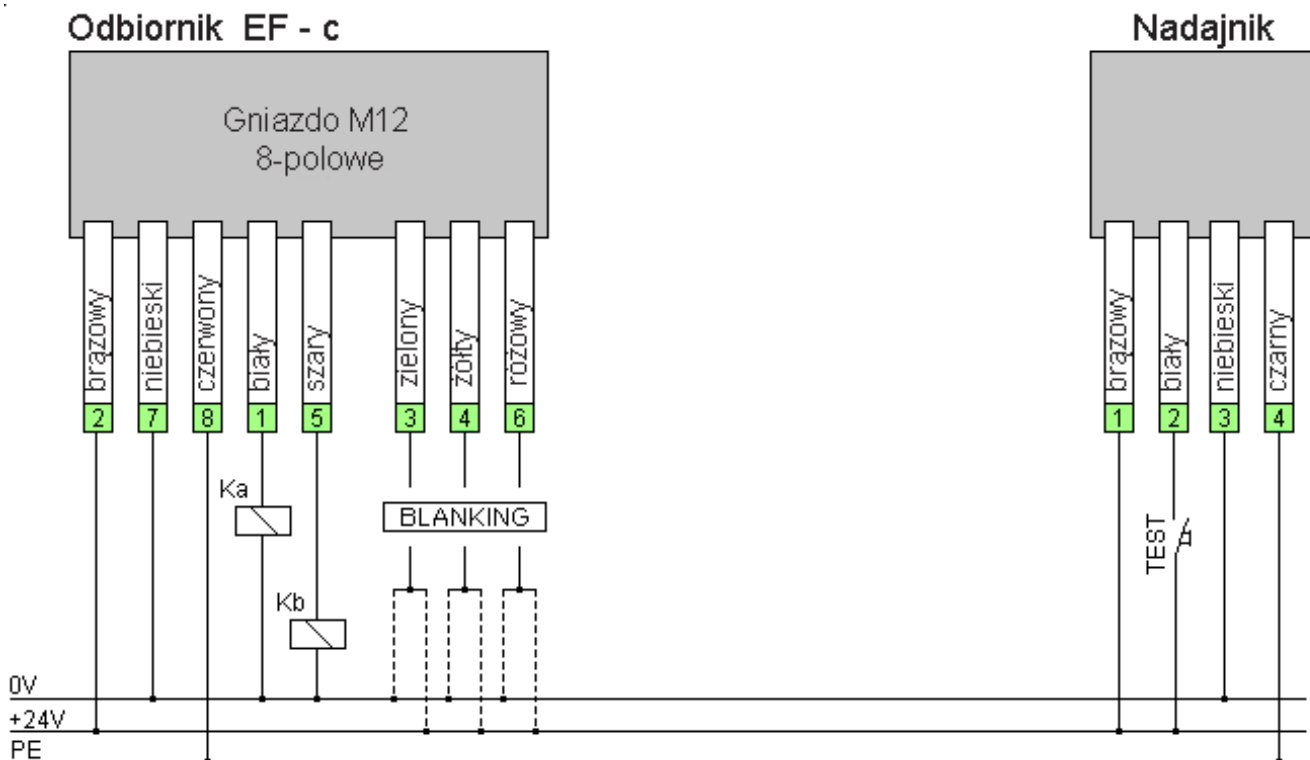 Odbiornik EF - c
Nadajnik
Gniazdo M12
8-polowe
brązowy
niebieski
czerwony
biały
szary
zielony
żółty
różowy
brązowy
biały
niebieski
czarny
2 7 8 1 5 3 4 6
1 2 3 4
Ka
BLANKING
TEST
Kb
0V
+24V
PE